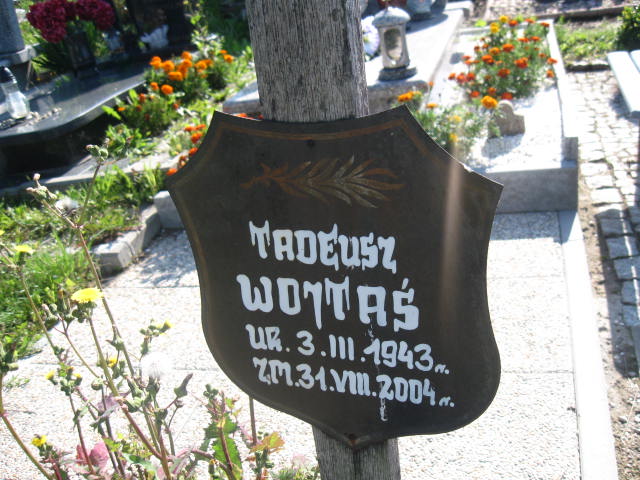 TADEUSZ
WOJTAŚ
UR. 3.III.1943 r.
ZM.31.VIII.2004 r.